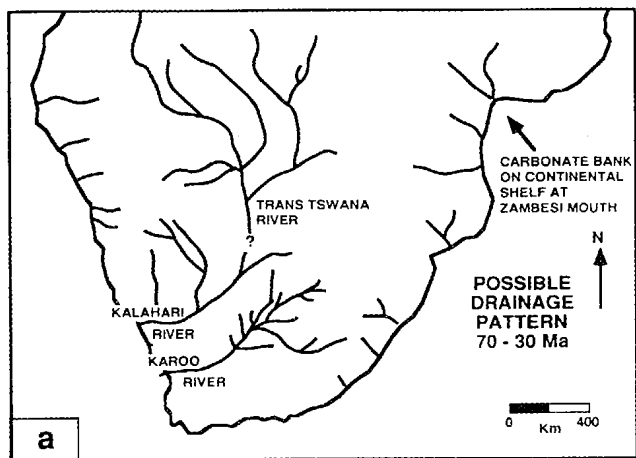 CARBONATE BANK
ON CONTINENTAL
SHELF AT
ZAMBESI MOUTH
TRANS TSWANA
RIVER
?
N
POSSIBLE
DRAINAGE
PATTERN
70 - 30 Ma
KALAHARI
RIVER
KAROO
RIVER
0 Km 400
a